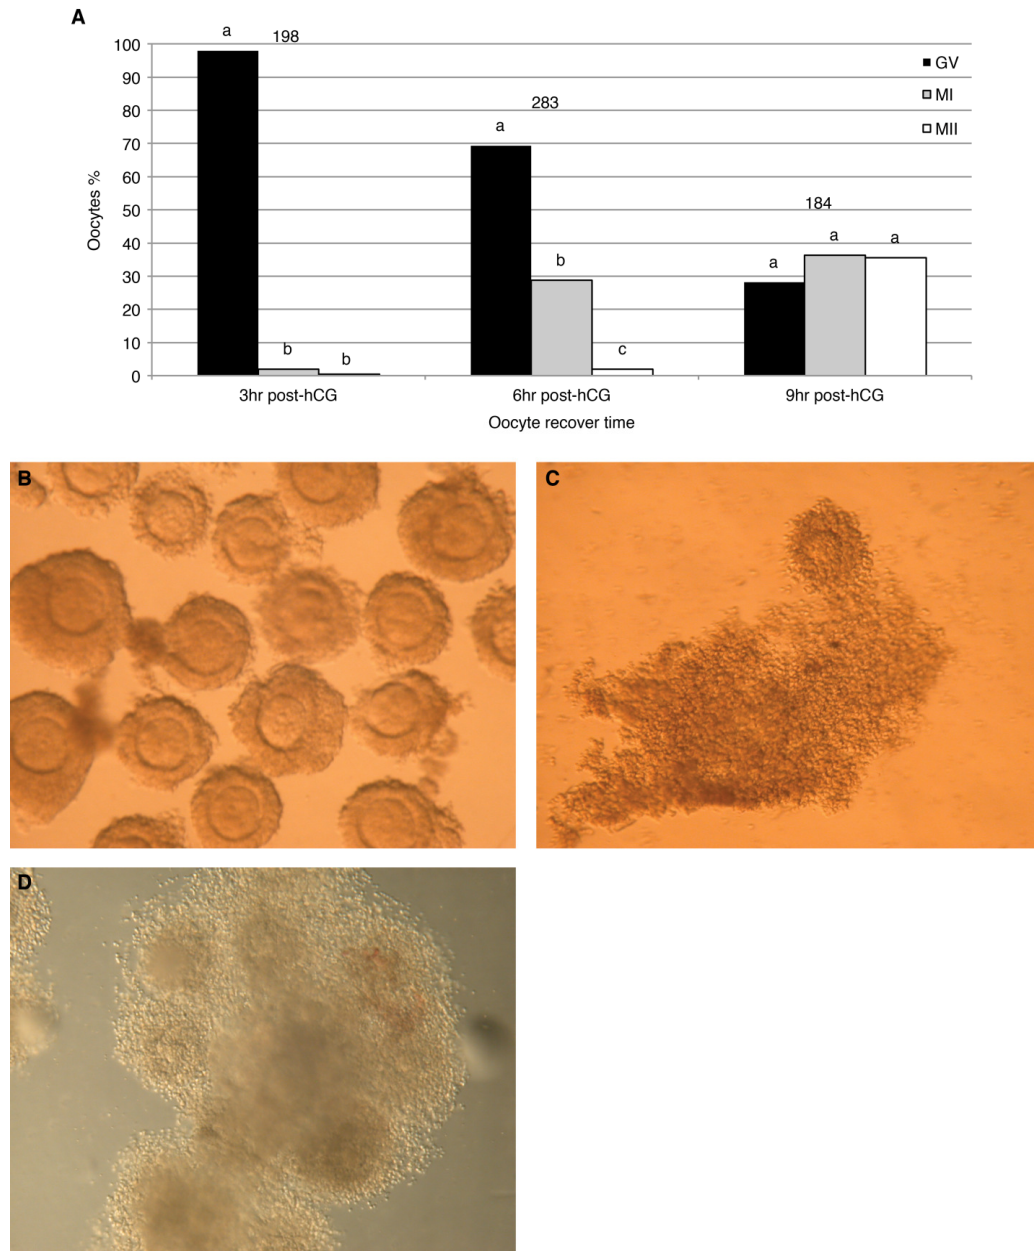 A
a
198
100
90
80
70
60
50
40
30
20
10
0
Oocytes %
b
b
283
a
b
c
184
a
a
a
GV
MI
MII
3hr post-hCG
6hr post-hCG
9hr post-hCG
Oocyte recover time
B
C
D